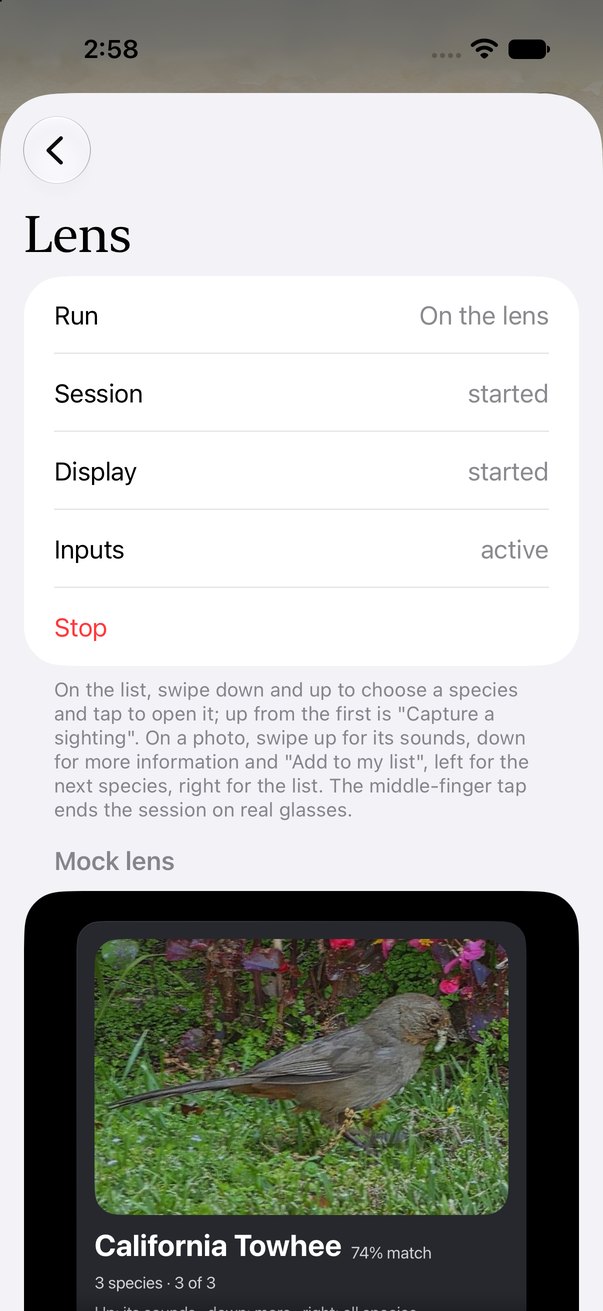 2:58
Lens
Run On the lens
Session started
Display started
Inputs active
Stop
On the list, swipe down and up to choose a species
and tap to open it; up from the first is "Capture a
sighting". On a photo, swipe up for its sounds, down
for more information and "Add to my list", left for the
next species, right for the list. The middle-finger tap
ends the session on real glasses.
Mock lens
California Towhee 74% match
3 species · 3 of 3